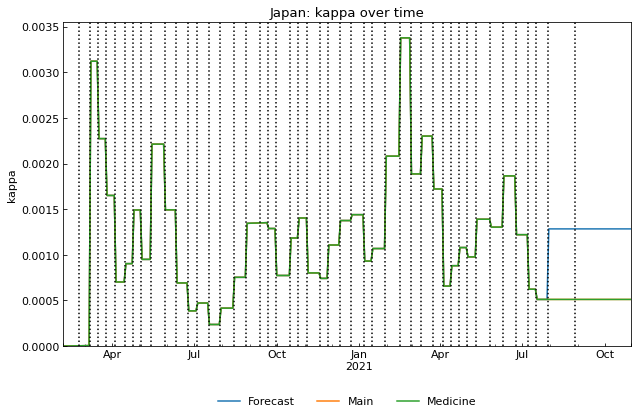 Japan: kappa over time
kappa
0.0035
0.0030
0.0025
0.0020
0.0015
0.0010
0.0005
0.0000
Apr Jul Oct Jan Apr Jul Oct
2021
Forecast Main Medicine